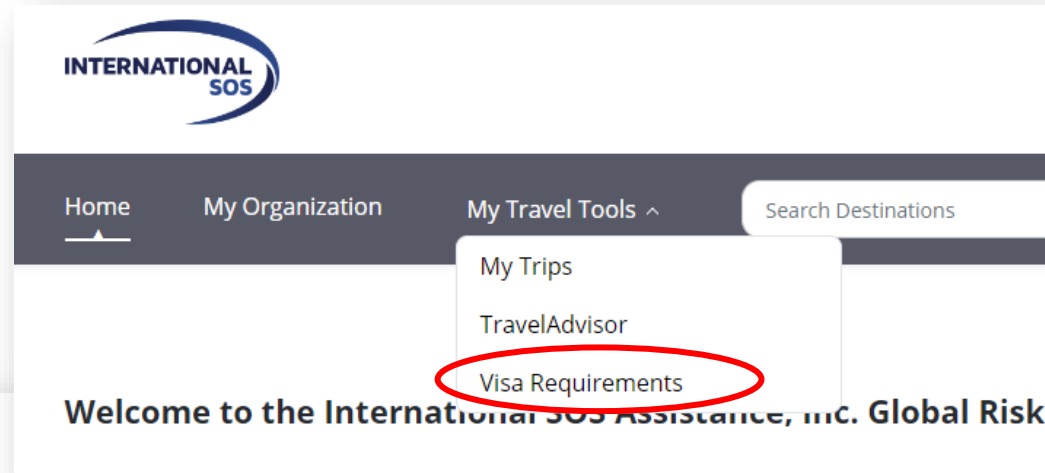 INTERNATIONAL
SOS
Home My Organization My Travel Tools Search Destinations
My Trips
TravelAdvisor
Visa Requirements
Welcome to the International SOS Assistance, Inc. Global Risk